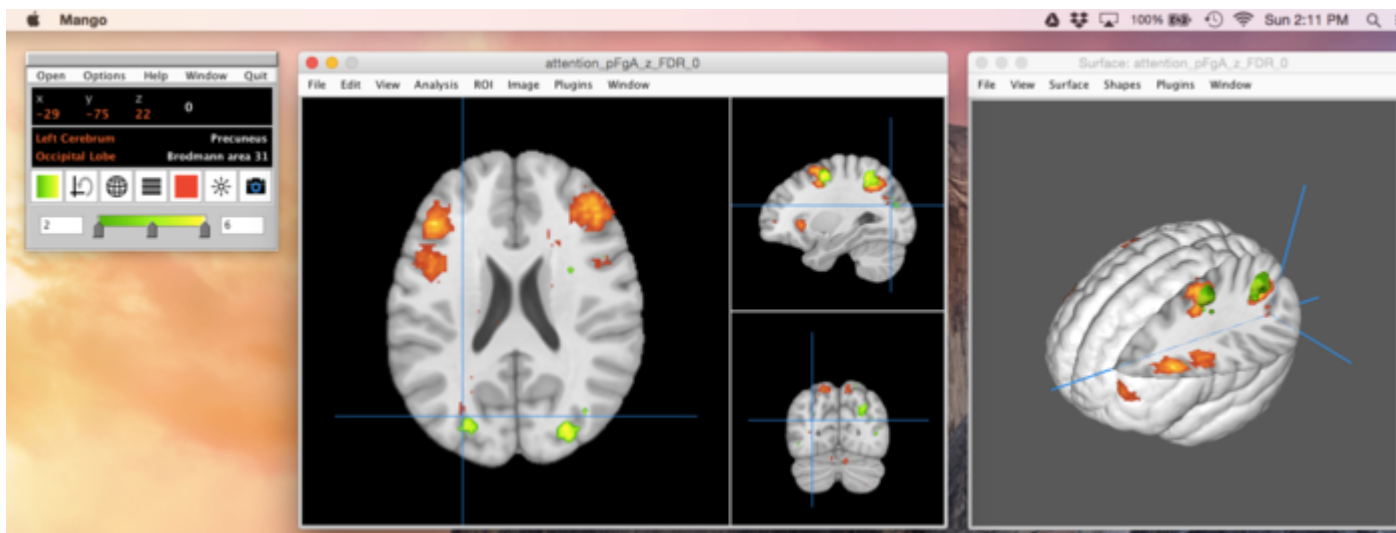 Mango 100% Sun 2:11 PM
Open Options Help Window Quit
x y z 0
-29 -75 22
Left Cerebrum Precuneus
Occipital Lobe Brodmann area 31
2 6
attention_pFgA_z_FDR_0
File Edit View Analysis ROI Image Plugins Window
Surface: attention_pFgA_z_FDR_0
File View Surface Shapes Plugins Window